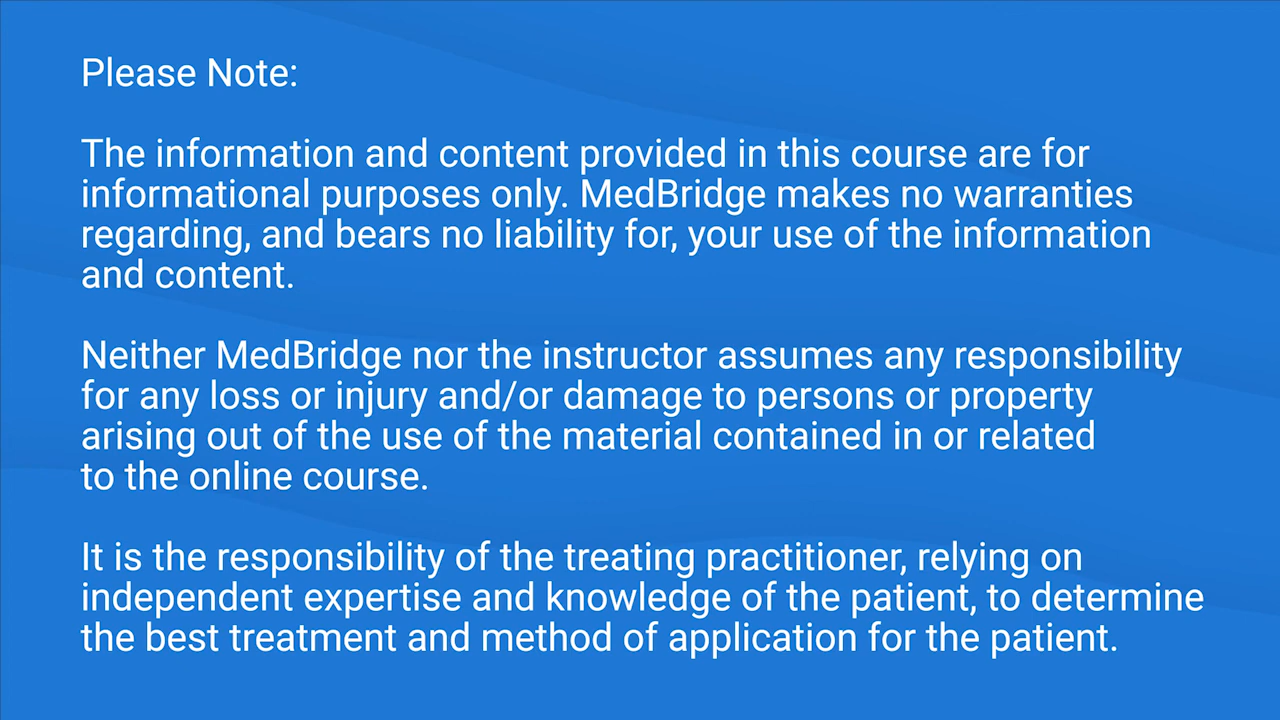 Please Note:
The information and content provided in this course are for
informational purposes only. MedBridge makes no warranties
regarding, and bears no liability for, your use of the information
and content.
Neither MedBridge nor the instructor assumes any responsibility
for any loss or injury and/or damage to persons or property
arising out of the use of the material contained in or related
to the online course.
It is the responsibility of the treating practitioner, relying on
independent expertise and knowledge of the patient, to determine
the best treatment and method of application for the patient.